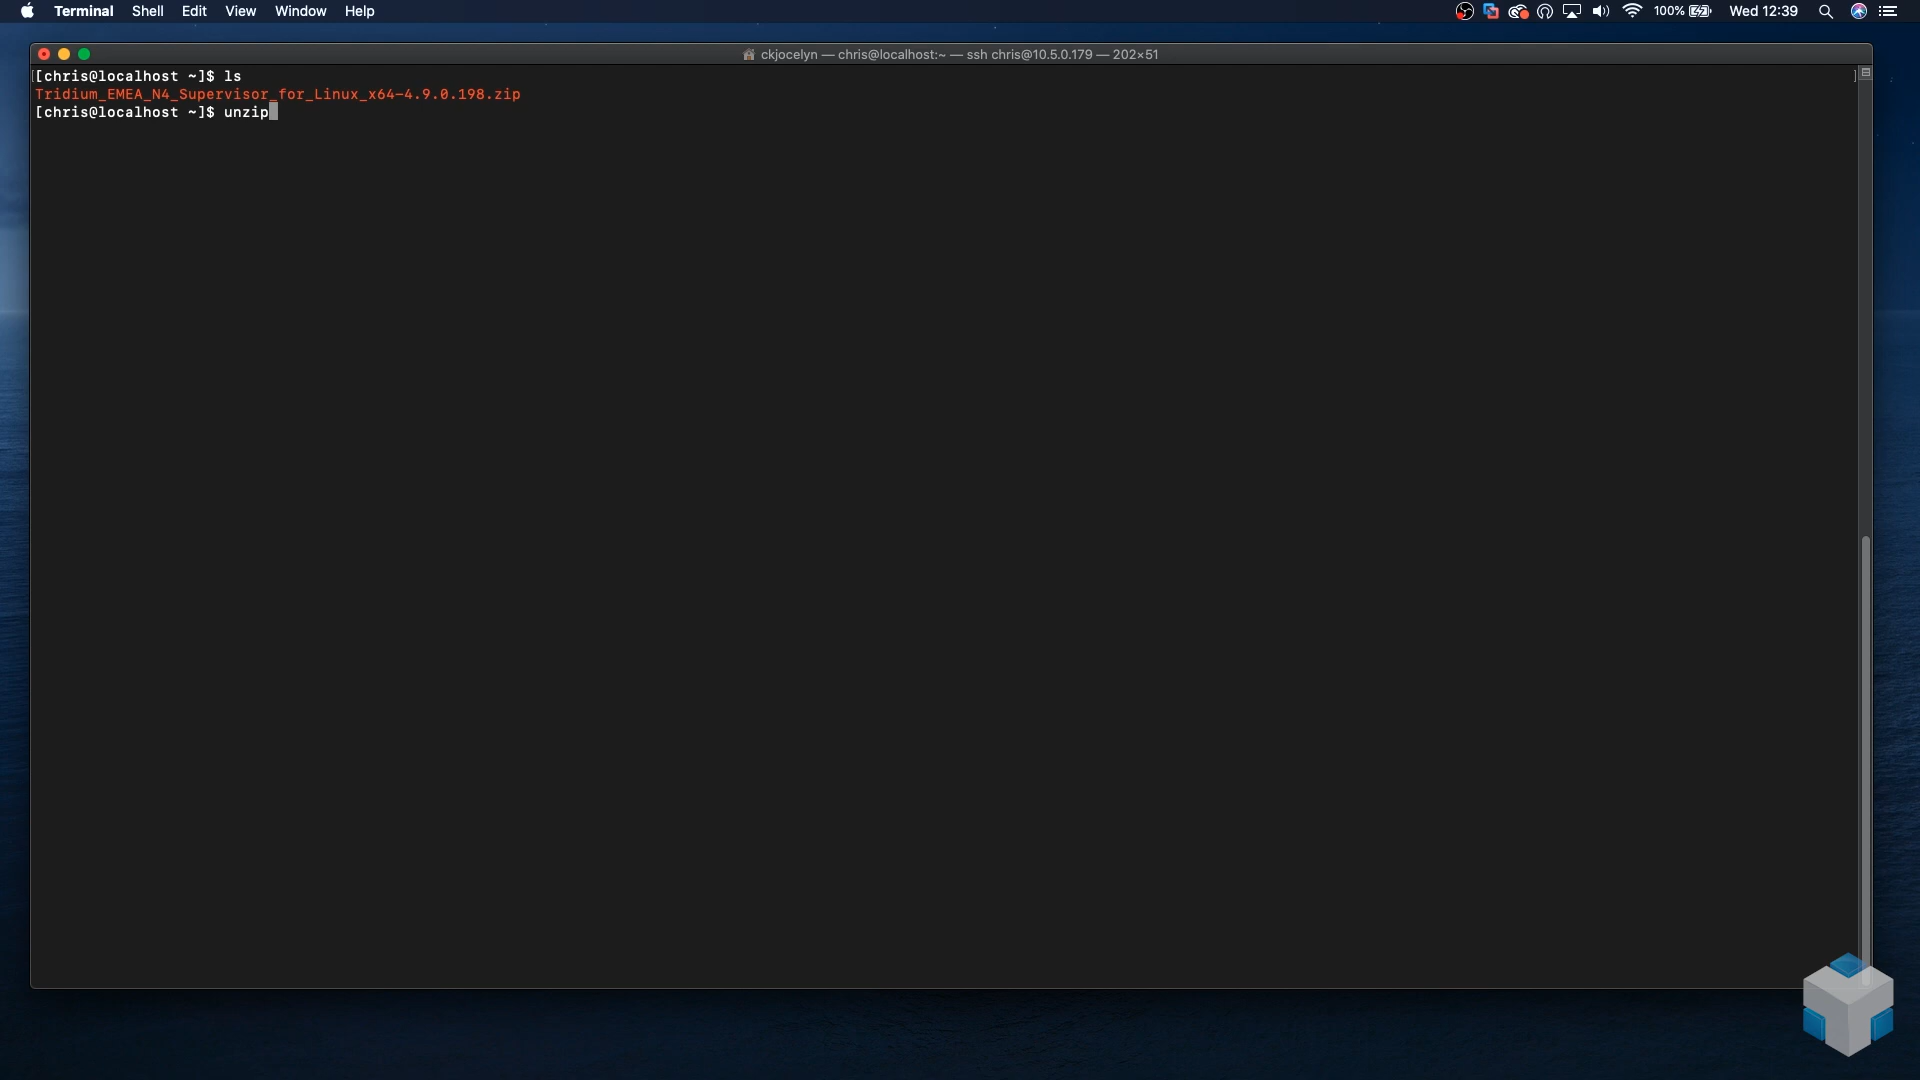 Terminal Shell Edit View Window Help 100% Wed 12:39
ckjocelyn — chris@localhost:~ — ssh chris@10.5.0.179 — 202×51
[[chris@localhost ~]$ ls ]
Tridium_EMEA_N4_Supervisor_for_Linux_x64-4.9.0.198.zip
[chris@localhost ~]$ unzip